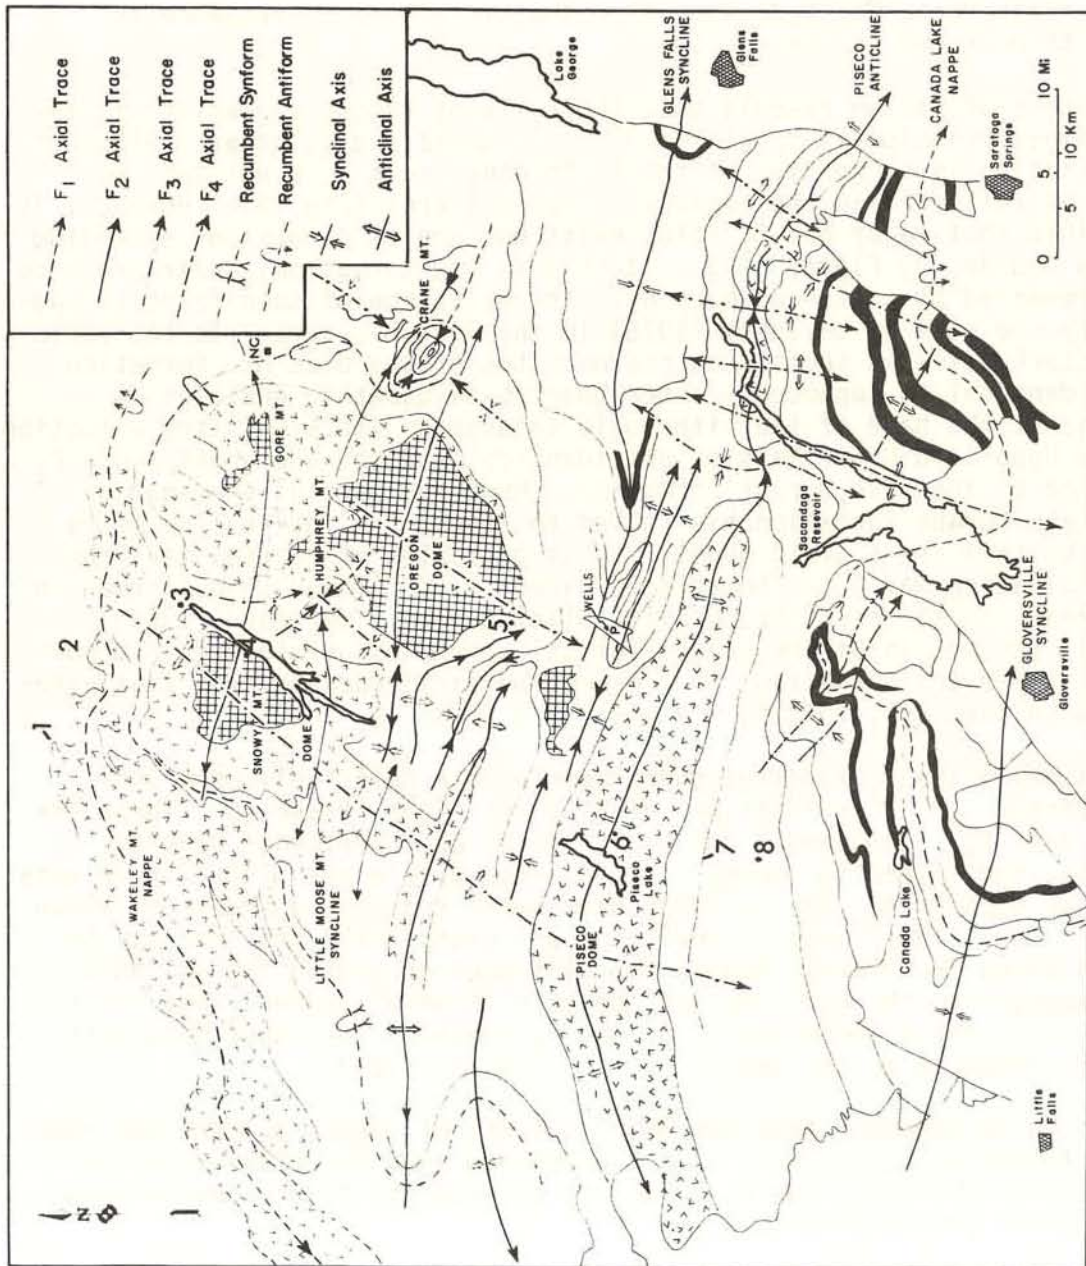 F1 Axial Trace
F2 Axial Trace
F3 Axial Trace
F4 Axial Trace
Recumbent Synform
Recumbent Antiform
Synclinal Axis
Anticlinal Axis
N
WAKELEY MT.
NAPPE
1
2
3
4
SNOWY MT.
DOME
LITTLE MOOSE MT.
SYNCLINE
GORE MT.
NC
HUMPHREY MT.
CRANE MT.
OREGON
DOME
5
WELLS
P
Lake
George
GLENS FALLS
SYNCLINE
Glens
Falls
PISECO
ANTICLINE
CANADA LAKE
NAPPE
Saratoga
Springs
PISECO
DOME
6
Piseco
Lake
7
8
Sacandaga
Resevoir
Canada Lake
GLOVERSVILLE
SYNCLINE
Gloversville
Little
Falls
0 5 10 Km
5 10 Mi